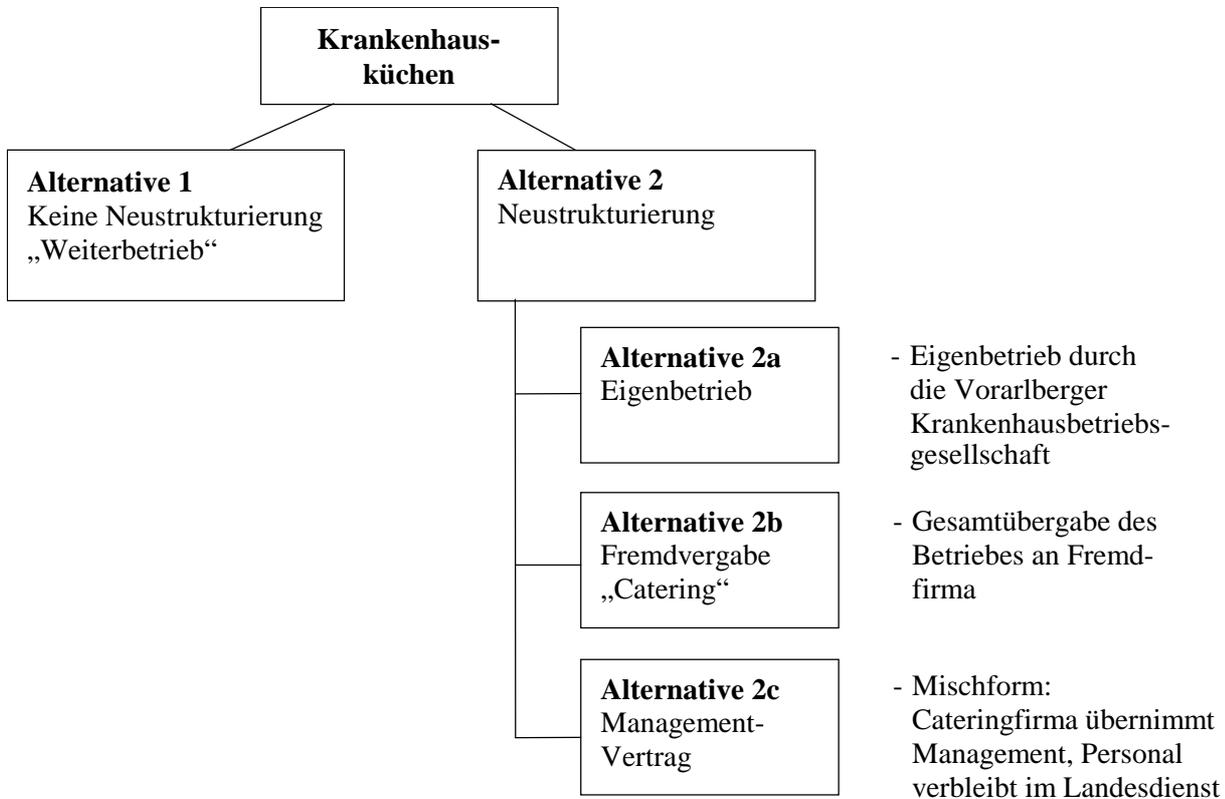 Krankenhaus-
küchen
Alternative 1
Keine Neustrukturierung
„Weiterbetrieb“
Alternative 2
Neustrukturierung
Alternative 2a
Eigenbetrieb
- Eigenbetrieb durch
die Vorarlberger
Krankenhausbetriebs-
gesellschaft
Alternative 2b
Fremdvergabe
„Catering“
- Gesamtübergabe des
Betriebes an Fremd-
firma
Alternative 2c
Management-
Vertrag
- Mischform:
Cateringfirma übernimmt
Management, Personal
verbleibt im Landesdienst